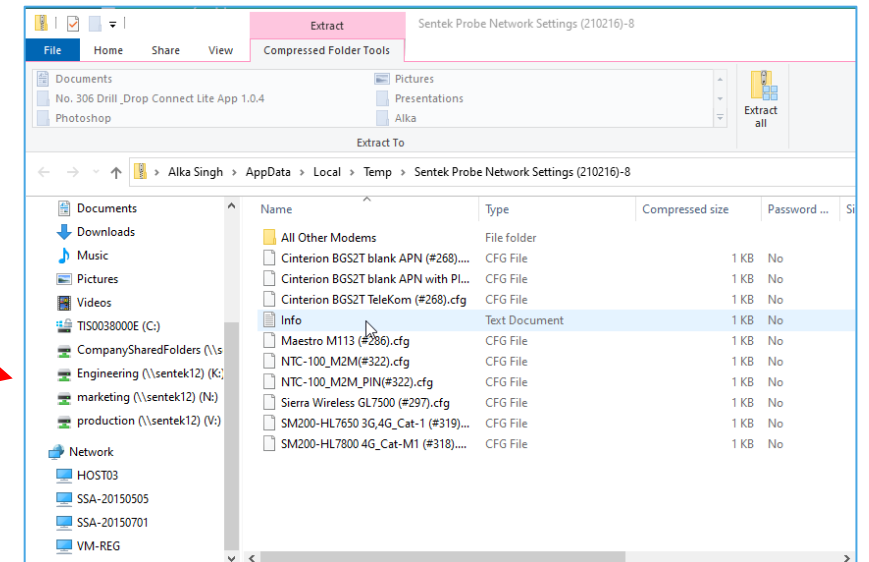 Extract
Sentek Probe Network Settings (210216)-8
File Home Share View Compressed Folder Tools
Documents Pictures
No. 306 Drill _Drop Connect Lite App 1.0.4 Presentations
Photoshop Alka
Extract all
Extract To
Alka Singh > AppData > Local > Temp > Sentek Probe Network Settings (210216)-8
Documents
Downloads
Music
Pictures
Videos
TIS0038000E (C:)
CompanySharedFolders (\\s
Engineering (\\sentek12) (K:)
marketing (\\sentek12) (N:)
production (\\sentek12) (V:)
Network
HOST03
SSA-20150505
SSA-20150701
VM-REG
Name Type Compressed size Password ... Si
All Other Modems File folder
Cinterion BGS2T blank APN (#268).... CFG File 1 KB No
Cinterion BGS2T blank APN with PI... CFG File 1 KB No
Cinterion BGS2T TeleKom (#268).cfg CFG File 1 KB No
Info Text Document 1 KB No
Maestro M113 (#286).cfg CFG File 1 KB No
NTC-100_M2M(#322).cfg CFG File 1 KB No
NTC-100_M2M_PIN(#322).cfg CFG File 1 KB No
Sierra Wireless GL7500 (#297).cfg CFG File 1 KB No
SM200-HL7650 3G,4G_Cat-1 (#319)... CFG File 1 KB No
SM200-HL7800 4G_Cat-M1 (#318).... CFG File 1 KB No